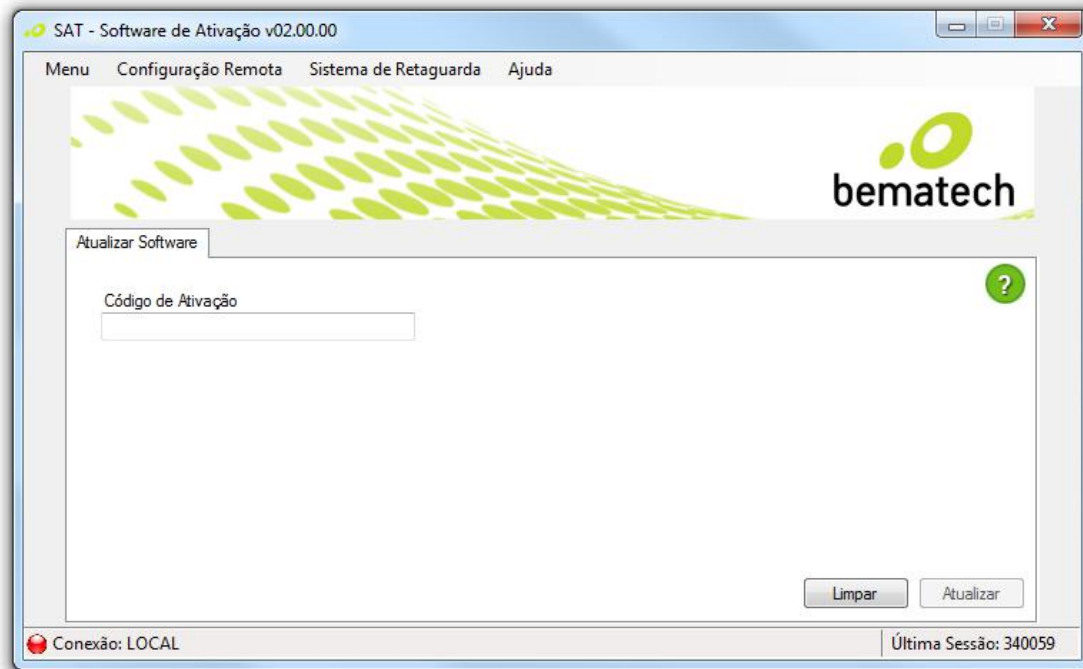 SAT - Software de Ativação v02.00.00
Menu Configuração Remota Sistema de Retaguarda Ajuda
bematech
Atualizar Software
?
Código de Ativação
Limpar Atualizar
Conexão: LOCAL Última Sessão: 340059